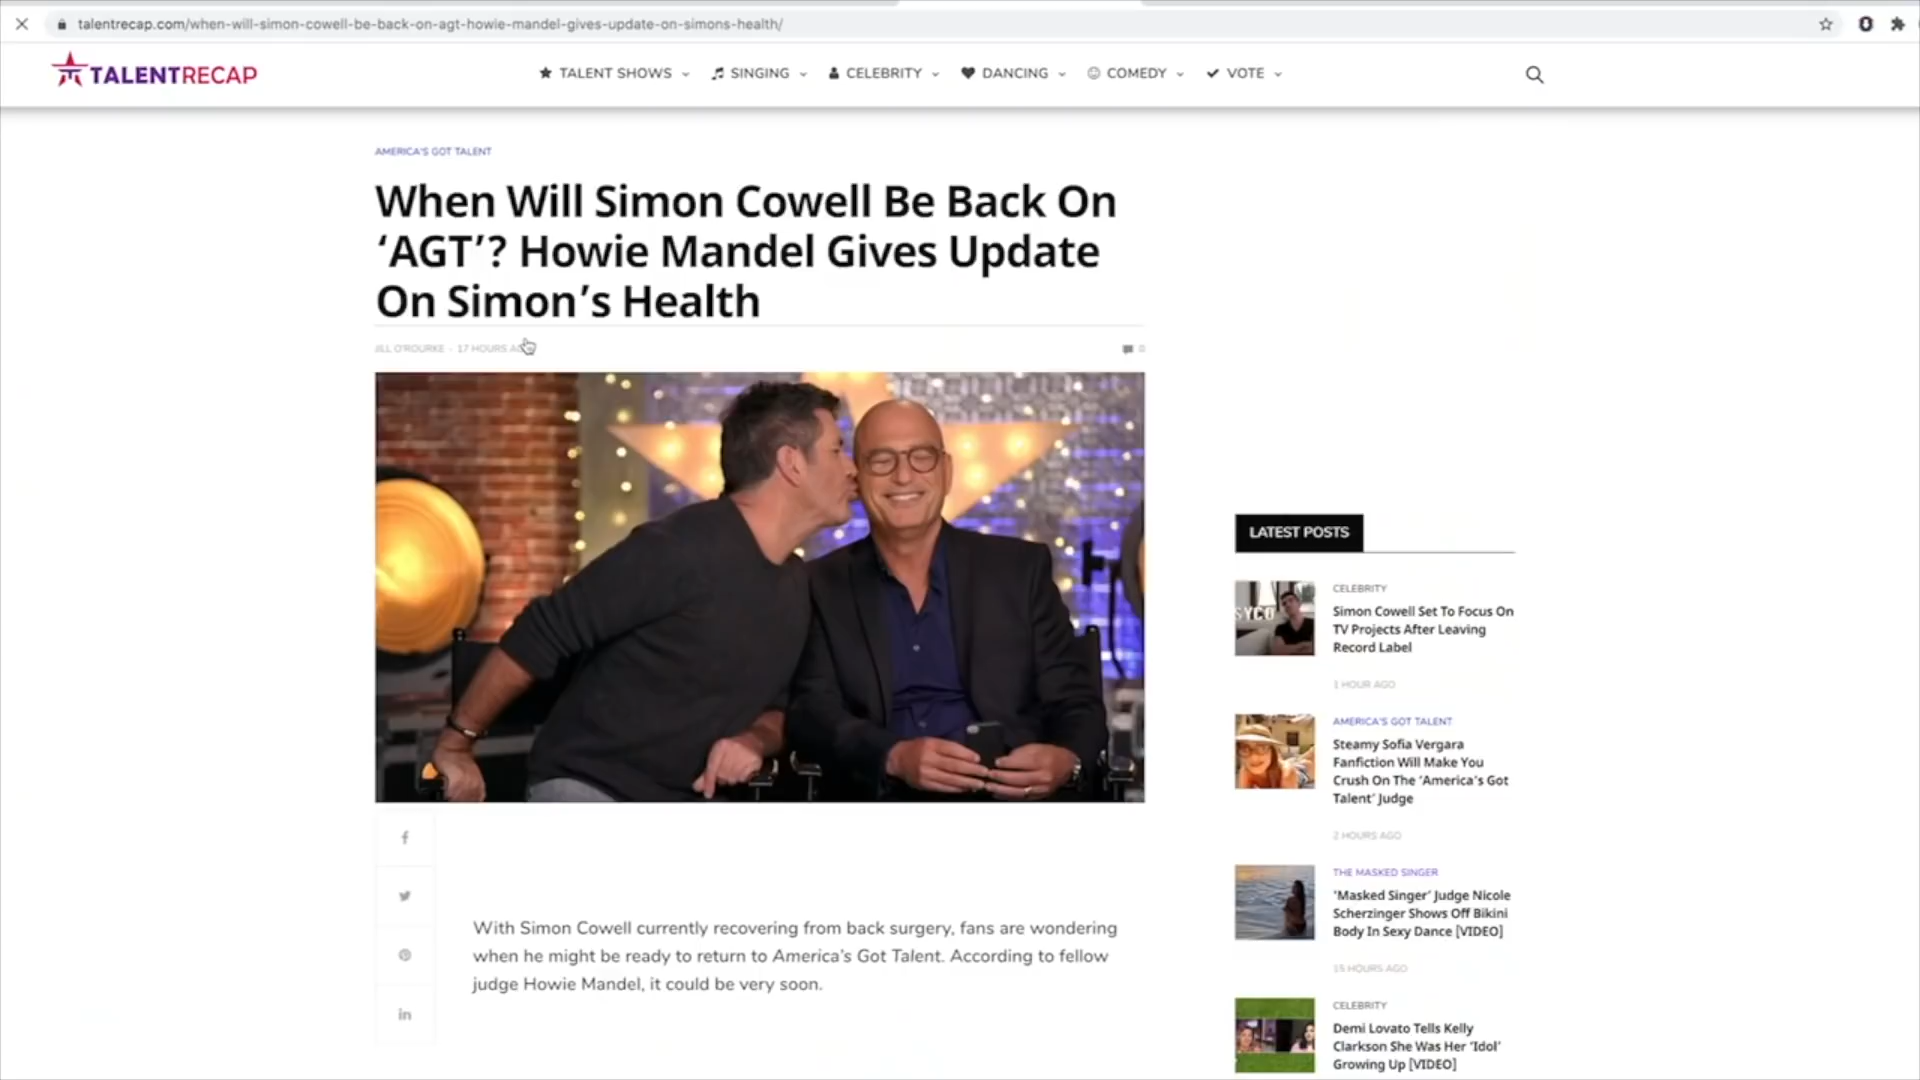 talentrecap.com/when-will-simon-cowell-be-back-on-agt-howie-mandel-gives-update-on-simons-health/
TALENTRECAP
TALENT SHOWS
SINGING
CELEBRITY
DANCING
COMEDY
VOTE
AMERICA'S GOT TALENT
When Will Simon Cowell Be Back On
‘AGT’? Howie Mandel Gives Update
On Simon’s Health
JILL O'ROURKE - 17 HOURS AGO
0
With Simon Cowell currently recovering from back surgery, fans are wondering
when he might be ready to return to America’s Got Talent. According to fellow
judge Howie Mandel, it could be very soon.
LATEST POSTS
SYCO
CELEBRITY
Simon Cowell Set To Focus On
TV Projects After Leaving
Record Label
1 HOUR AGO
AMERICA'S GOT TALENT
Steamy Sofia Vergara
Fanfiction Will Make You
Crush On The ‘America’s Got
Talent’ Judge
2 HOURS AGO
THE MASKED SINGER
‘Masked Singer’ Judge Nicole
Scherzinger Shows Off Bikini
Body In Sexy Dance [VIDEO]
15 HOURS AGO
CELEBRITY
Demi Lovato Tells Kelly
Clarkson She Was Her ‘Idol’
Growing Up [VIDEO]